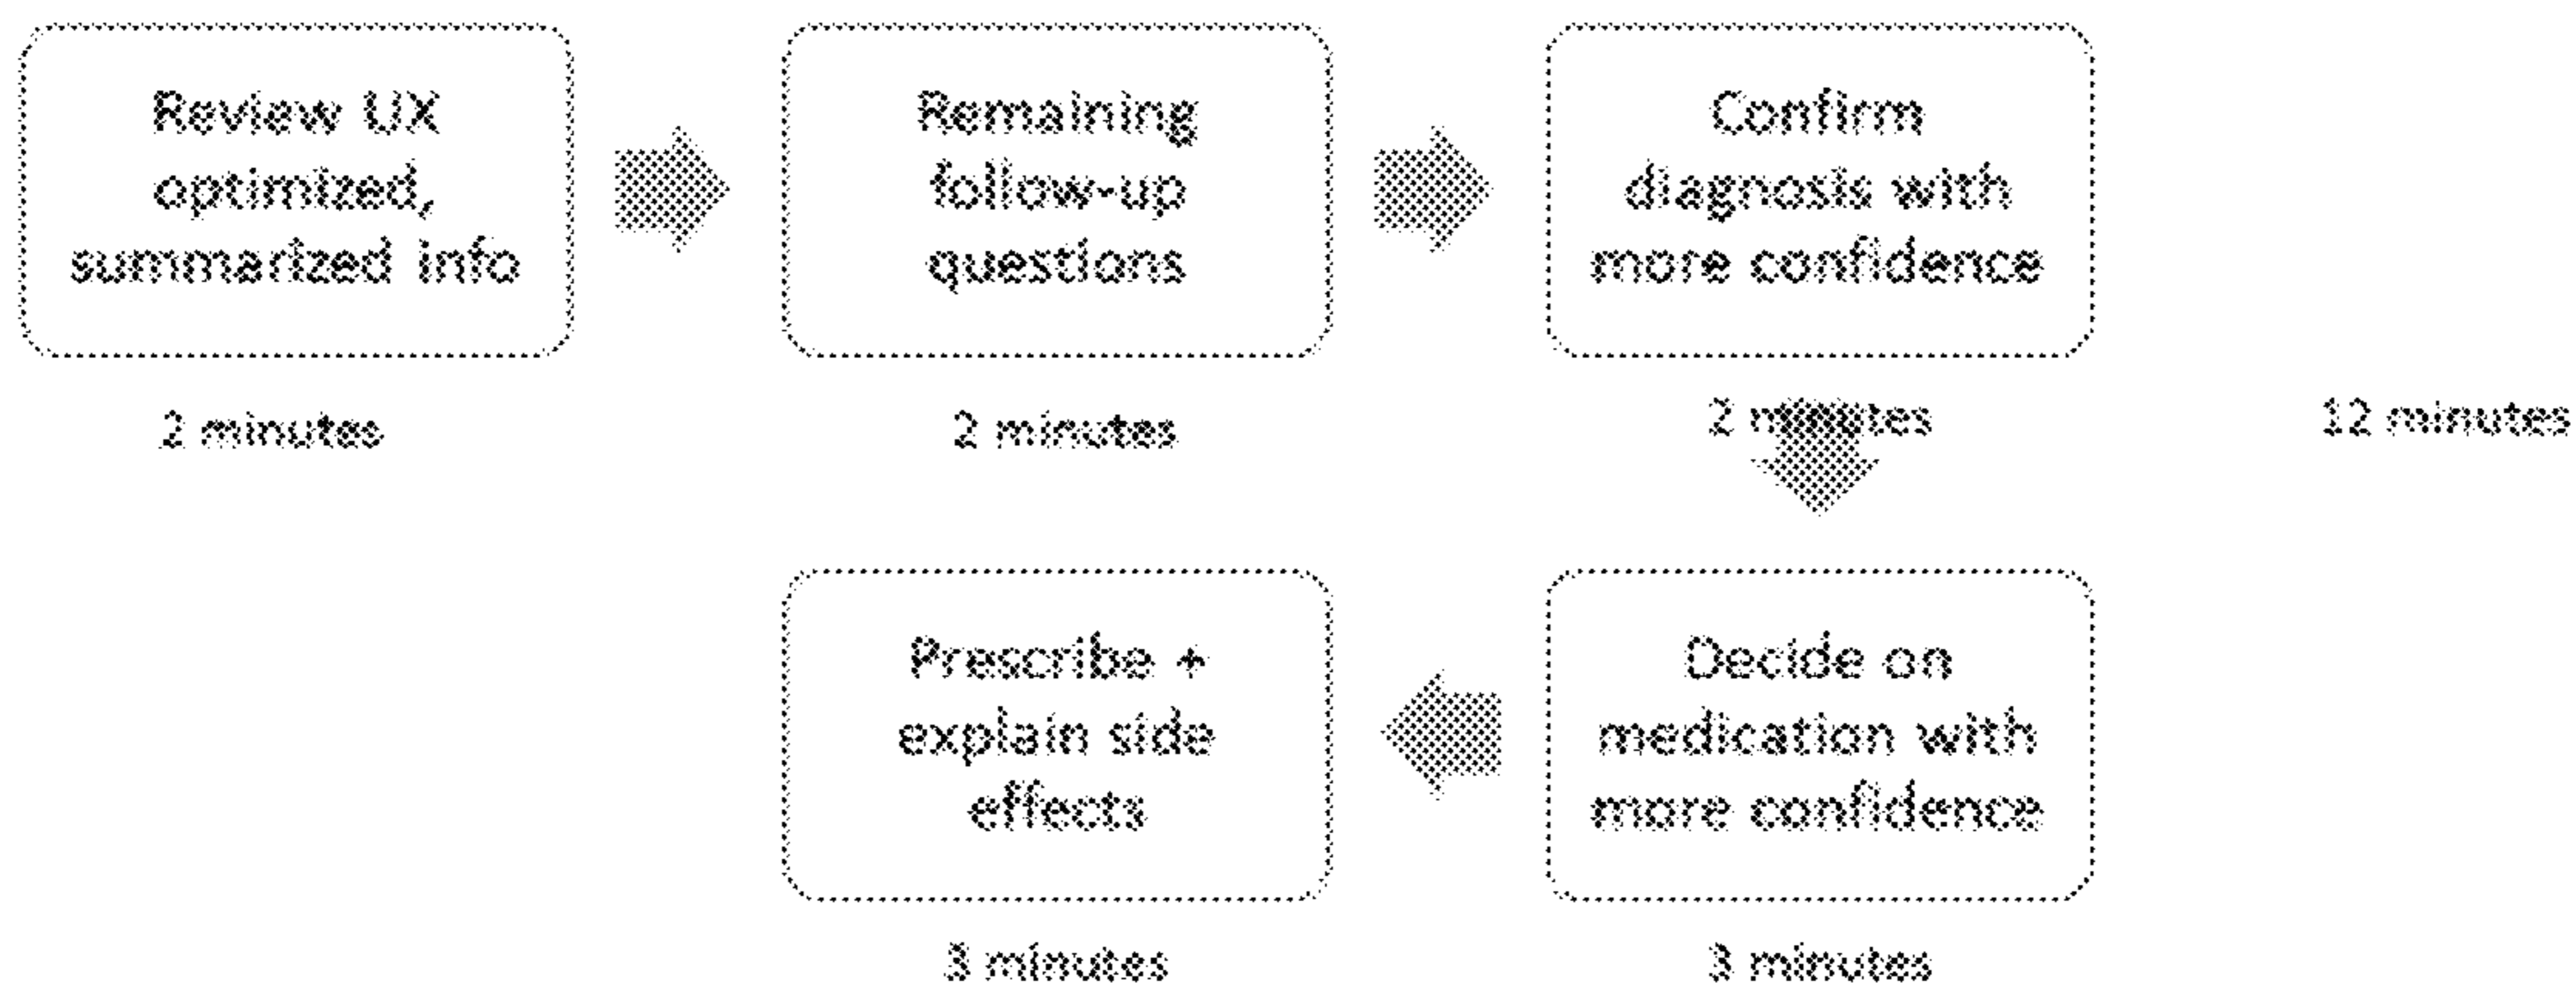 Review UX
optimized,
summarized info
2 minutes
Remaining
follow-up
questions
2 minutes
Confirm
diagnosis with
more confidence
2 minutes
12 minutes
Decide on
medication with
more confidence
3 minutes
Prescribe +
explain side
effects
3 minutes